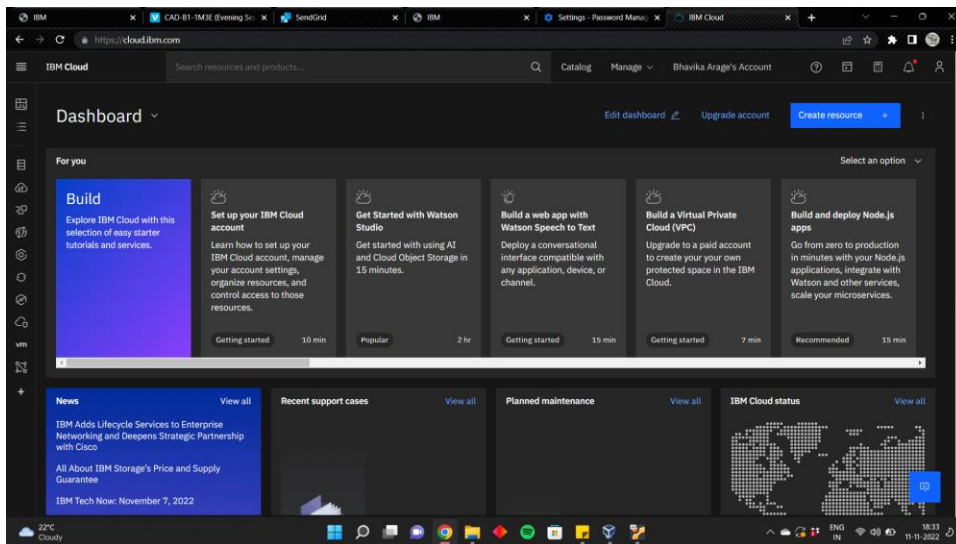 IBM
CAD-B1-1M3E (Evening Se
SendGrid
IBM
Settings - Password Manag
IBM Cloud
https://cloud.ibm.com
IBM Cloud
Search resources and products...
Catalog
Manage
Bhavika Arage's Account
Dashboard
Edit dashboard
Upgrade account
Create resource +
For you
Select an option
Build
Explore IBM Cloud with this
selection of easy starter
tutorials and services.
Set up your IBM Cloud
account
Learn how to set up your
IBM Cloud account, manage
your account settings,
organize resources, and
control access to those
resources.
Getting started 10 min
Get Started with Watson
Studio
Get started with using AI
and Cloud Object Storage in
15 minutes.
Popular 2 hr
Build a web app with
Watson Speech to Text
Deploy a conversational
interface compatible with
any application, device, or
channel.
Getting started 15 min
Build a Virtual Private
Cloud (VPC)
Upgrade to a paid account
to create your own
protected space in the IBM
Cloud.
Getting started 7 min
Build and deploy Node.js
apps
Go from zero to production
in minutes with your Node.js
applications, integrate with
Watson and other services,
scale your microservices.
Recommended 15 min
vm
News View all
IBM Adds Lifecycle Services to Enterprise
Networking and Deepens Strategic Partnership
with Cisco
All About IBM Storage's Price and Supply
Guarantee
IBM Tech Now: November 7, 2022
Recent support cases View all
Planned maintenance View all
IBM Cloud status View all
22°C
Cloudy
ENG
IN
18:33
11-11-2022